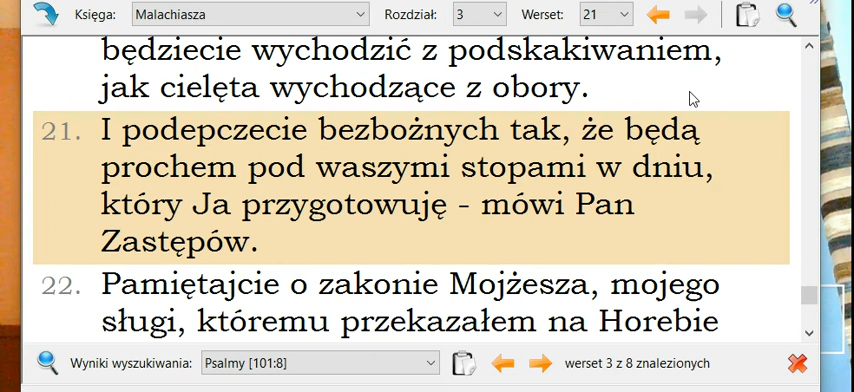 Księga: Malachiasza Rozdział: 3 Werset: 21
będziecie wychodzić z podskakiwaniem,
jak cielęta wychodzące z obory.
21. I podepczecie bezbożnych tak, że będą
prochem pod waszymi stopami w dniu,
który Ja przygotowuję - mówi Pan
Zastępów.
22. Pamiętajcie o zakonie Mojżesza, mojego
sługi, któremu przekazałem na Horebie
Wyniki wyszukiwania: Psalmy [101:8] werset 3 z 8 znalezionych